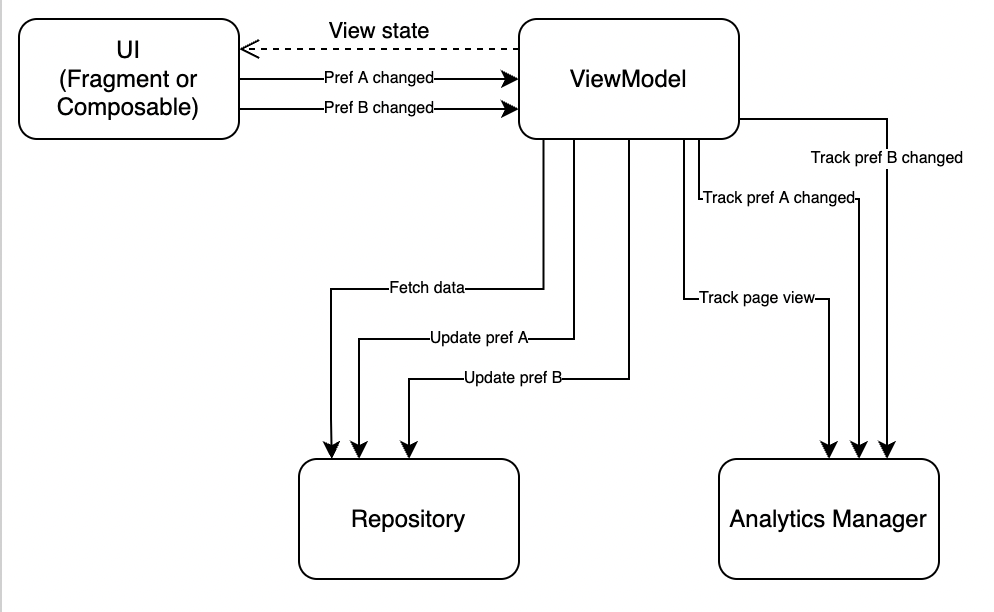 View state
UI
(Fragment or
Composable)
Pref A changed
Pref B changed
ViewModel
Track pref B changed
Track pref A changed
Fetch data
Track page view
Update pref A
Update pref B
Repository
Analytics Manager